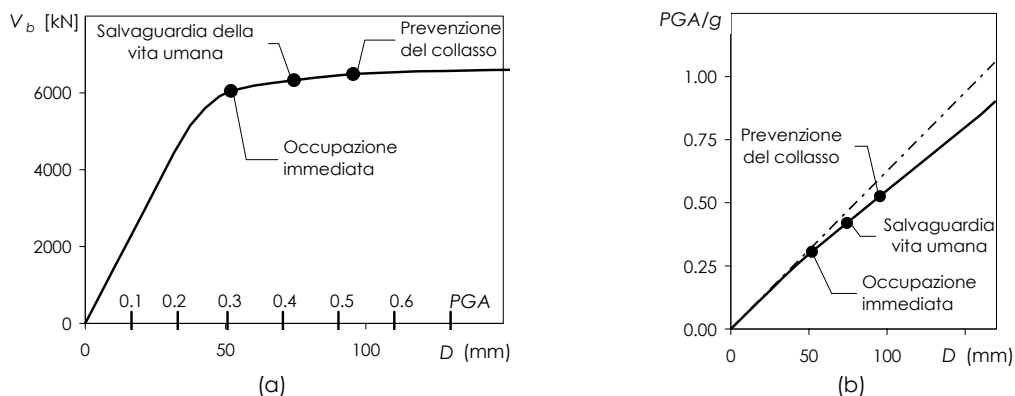 V b [kN]
Salvaguardia della
vita umana
Prevenzione
del collasso
6000
Occupazione
immediata
4000
2000
0.1 0.2 0.3 0.4 0.5 0.6 PGA
0
0 50 100 D (mm)
(a)
PGA/g
1.00
0.75
Prevenzione
del collasso
0.50
Salvaguardia
vita umana
0.25
Occupazione
immediata
0.00
0 50 100 D (mm)
(b)